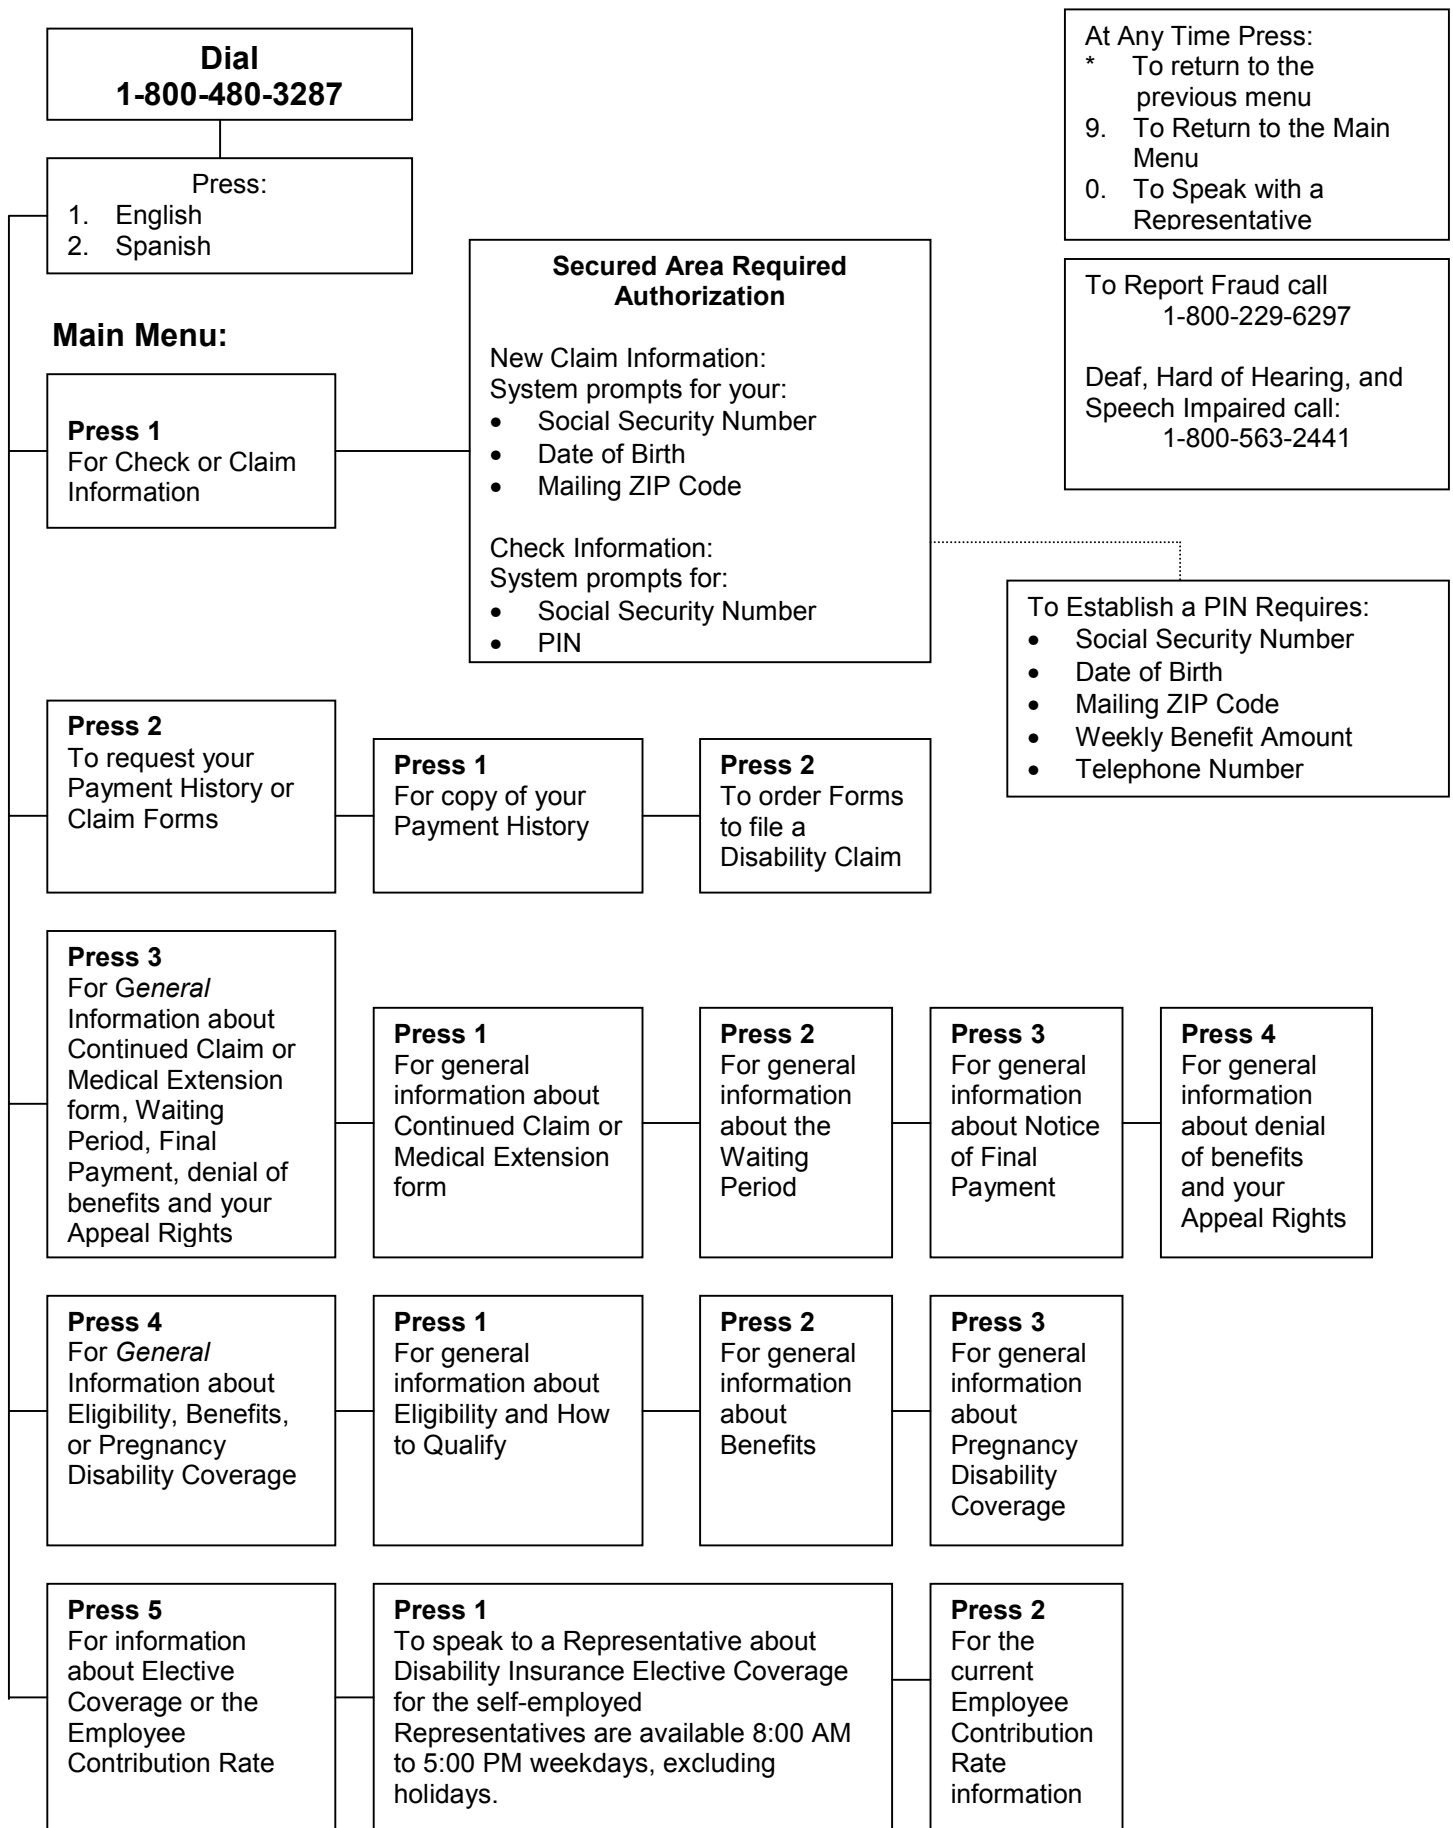 Dial
1-800-480-3287
Press:
1. English
2. Spanish
At Any Time Press:
* To return to the
previous menu
9. To Return to the Main
Menu
0. To Speak with a
Representative
To Report Fraud call
1-800-229-6297
Deaf, Hard of Hearing, and
Speech Impaired call:
1-800-563-2441
Main Menu:
Press 1
For Check or Claim
Information
Secured Area Required
Authorization
New Claim Information:
System prompts for your:
• Social Security Number
• Date of Birth
• Mailing ZIP Code
Check Information:
System prompts for:
• Social Security Number
• PIN
To Establish a PIN Requires:
• Social Security Number
• Date of Birth
• Mailing ZIP Code
• Weekly Benefit Amount
• Telephone Number
Press 2
To request your
Payment History or
Claim Forms
Press 1
For copy of your
Payment History
Press 2
To order Forms
to file a
Disability Claim
Press 3
For General
Information about
Continued Claim or
Medical Extension
form, Waiting
Period, Final
Payment, denial of
benefits and your
Appeal Rights
Press 1
For general
information about
Continued Claim or
Medical Extension
form
Press 2
For general
information
about the
Waiting
Period
Press 3
For general
information
about Notice
of Final
Payment
Press 4
For general
information
about denial
of benefits
and your
Appeal Rights
Press 4
For General
Information about
Eligibility, Benefits,
or Pregnancy
Disability Coverage
Press 1
For general
information about
Eligibility and How
to Qualify
Press 2
For general
information
about
Benefits
Press 3
For general
information
about
Pregnancy
Disability
Coverage
Press 5
For information
about Elective
Coverage or the
Employee
Contribution Rate
Press 1
To speak to a Representative about
Disability Insurance Elective Coverage
for the self-employed
Representatives are available 8:00 AM
to 5:00 PM weekdays, excluding
holidays.
Press 2
For the
current
Employee
Contribution
Rate
information